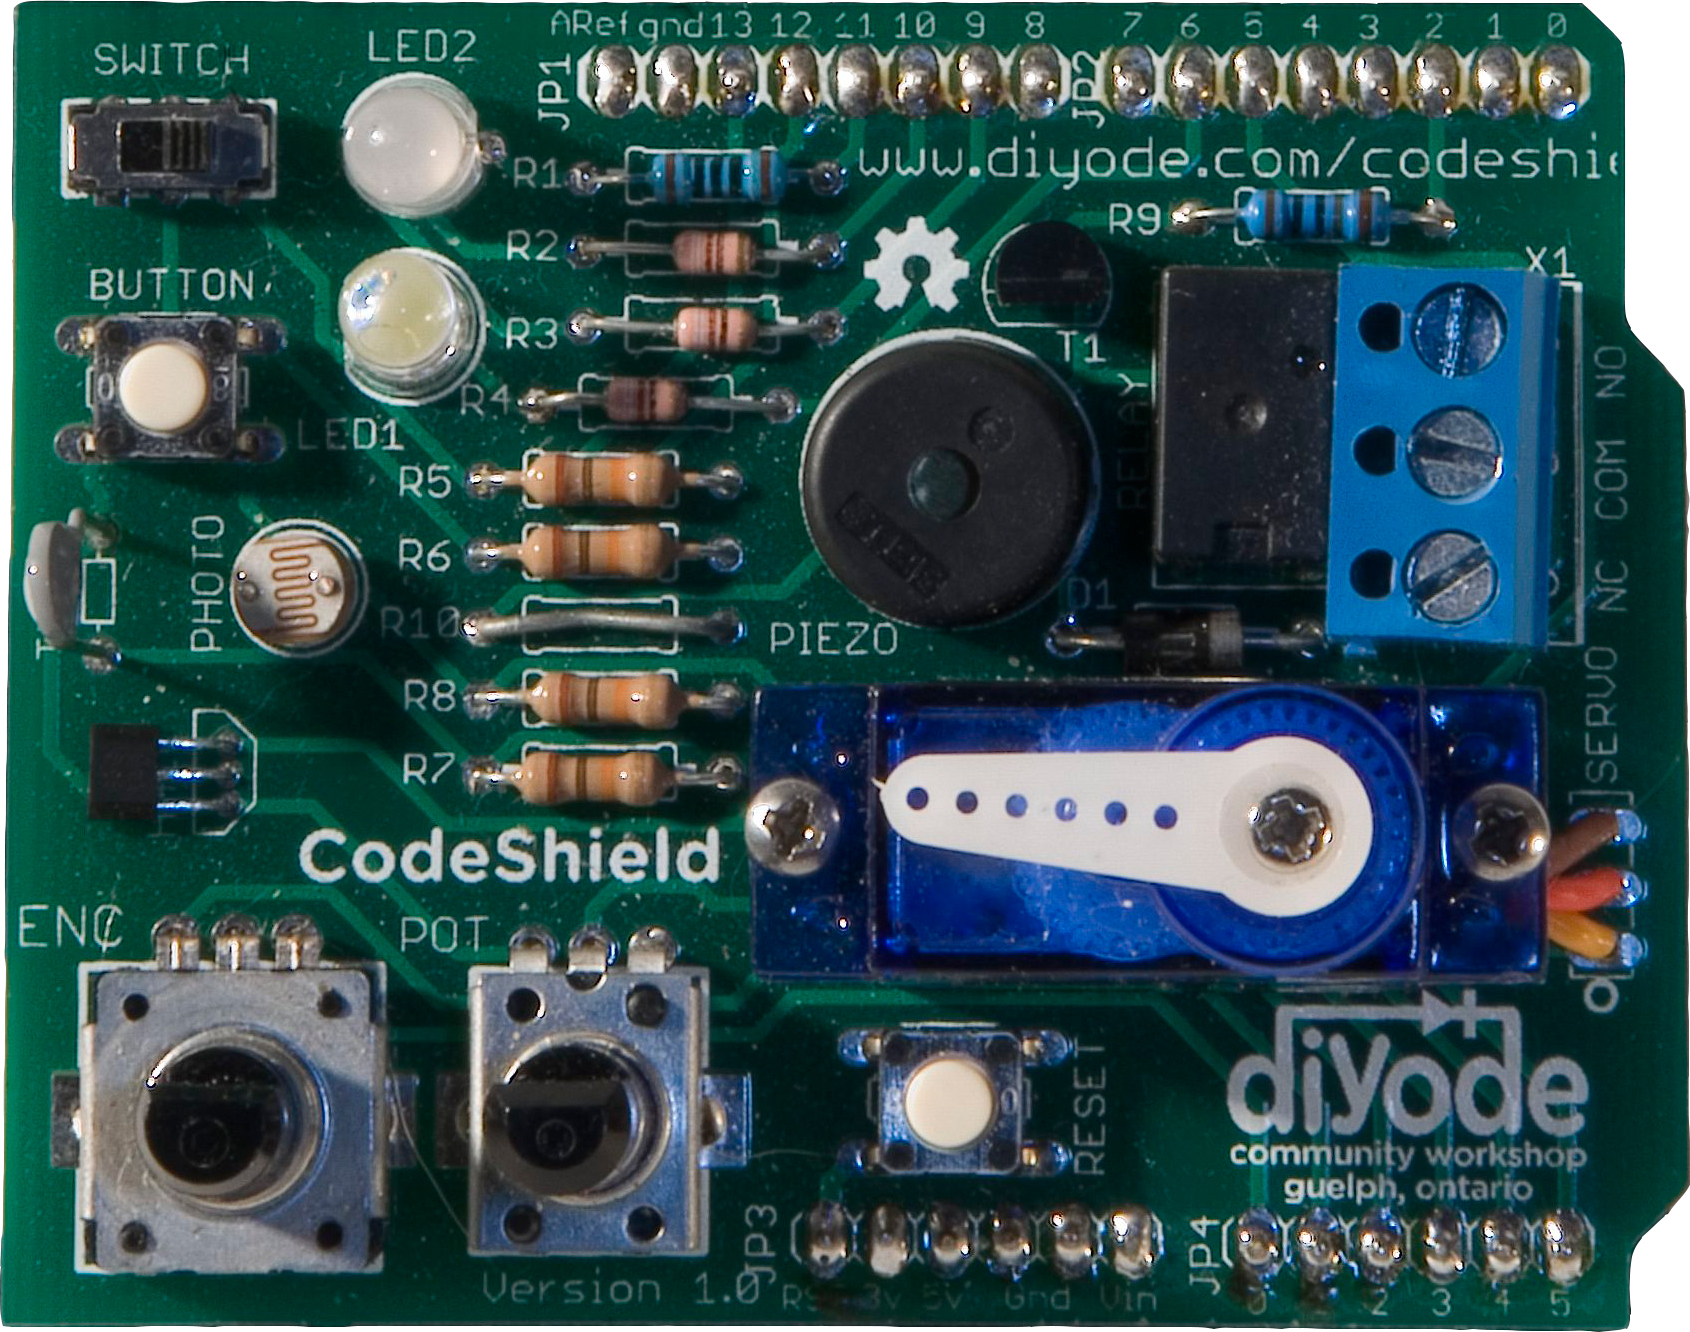 SWITCH
LED2
ARef gnd 13 12 11 10 9 8
7 6 5 4 3 2 1 0
JP1
JP2
www.diyode.com/codeshie
R1
R9
R2
X1
BUTTON
R3
T1
R4
LED1
RELAY
R5
SERVO NC COM NO
PHOTO
R6
D1
R10
PIEZO
R8
R7
CodeShield
ENC
POT
diyode
community workshop
guelph, ontario
RESET
JP3
JP4
Version 1.0
3v 5v Gnd Vin
2 3 4 5